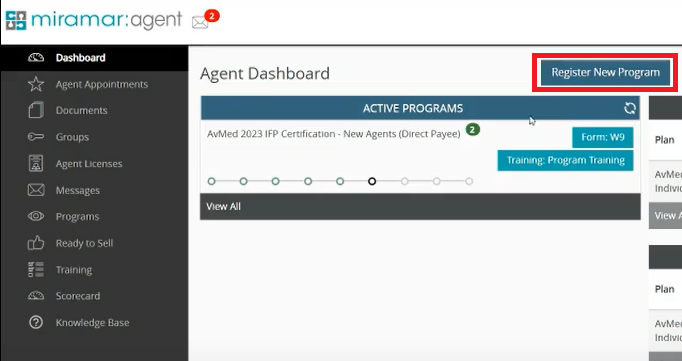 miramar:agent
2
Dashboard
Agent Appointments
Documents
Groups
Agent Licenses
Messages
Programs
Ready to Sell
Training
Scorecard
Knowledge Base
Agent Dashboard
Register New Program
ACTIVE PROGRAMS
AvMed 2023 IFP Certification - New Agents (Direct Payee) 2
Form: W9
Training: Program Training
View All
Plan
AvMed
Individ
View A
Plan
AvMed
Individ